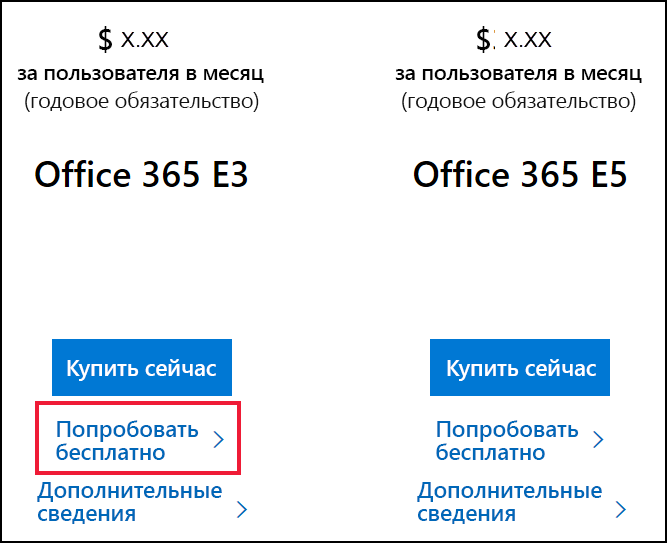 $ X.XX
за пользователя в месяц
(годовое обязательство)
Office 365 E3
Купить сейчас
Попробовать
бесплатно
Дополнительные
сведения
$ X.XX
за пользователя в месяц
(годовое обязательство)
Office 365 E5
Купить сейчас
Попробовать
бесплатно
Дополнительные
сведения